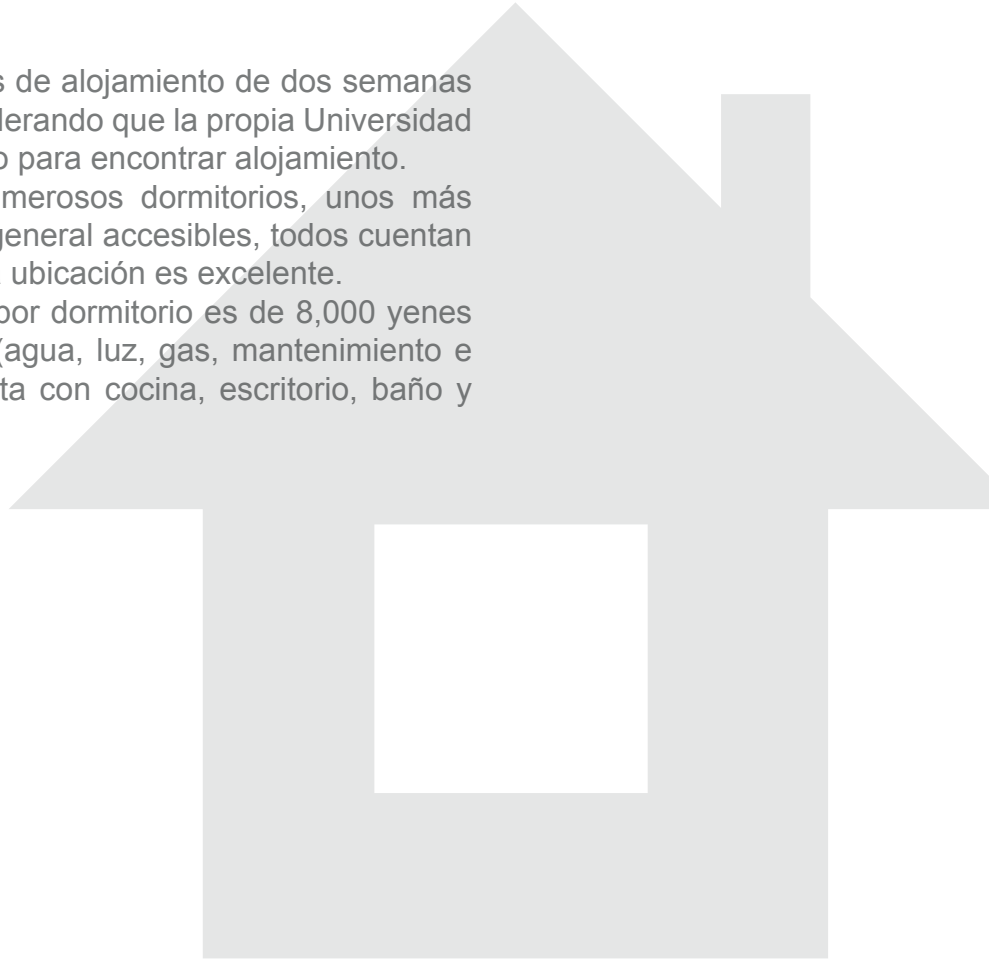 s de alojamiento de dos semanas
derando que la propia Universidad
o para encontrar alojamiento.
merosos dormitorios, unos más
general accesibles, todos cuentan
ubicación es excelente.
por dormitorio es de 8,000 yenes
(agua, luz, gas, mantenimiento e
ta con cocina, escritorio, baño y